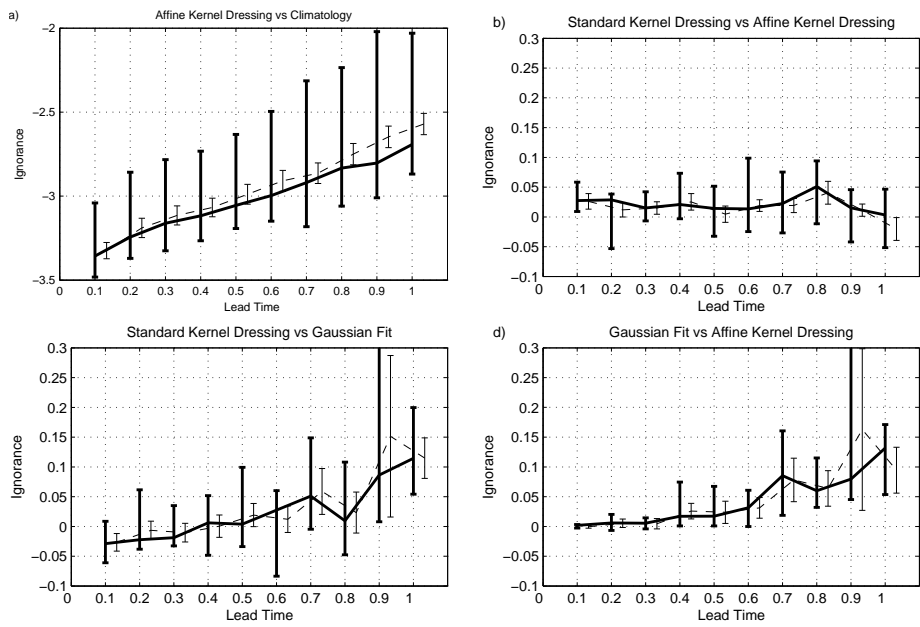 a)
Affine Kernel Dressing vs Climatology
−2
−2.5
−3
−3.5
Ignorance
0 0.1 0.2 0.3 0.4 0.5 0.6 0.7 0.8 0.9 1
Lead Time
b)
Standard Kernel Dressing vs Affine Kernel Dressing
0.3
0.25
0.2
0.15
0.1
0.05
0
−0.05
−0.1
Ignorance
0 0.1 0.2 0.3 0.4 0.5 0.6 0.7 0.8 0.9 1
Lead Time
Standard Kernel Dressing vs Gaussian Fit
0.3
0.25
0.2
0.15
0.1
0.05
0
−0.05
−0.1
Ignorance
0 0.1 0.2 0.3 0.4 0.5 0.6 0.7 0.8 0.9 1
Lead Time
d)
Gaussian Fit vs Affine Kernel Dressing
0.3
0.25
0.2
0.15
0.1
0.05
0
−0.05
−0.1
Ignorance
0 0.1 0.2 0.3 0.4 0.5 0.6 0.7 0.8 0.9 1
Lead Time